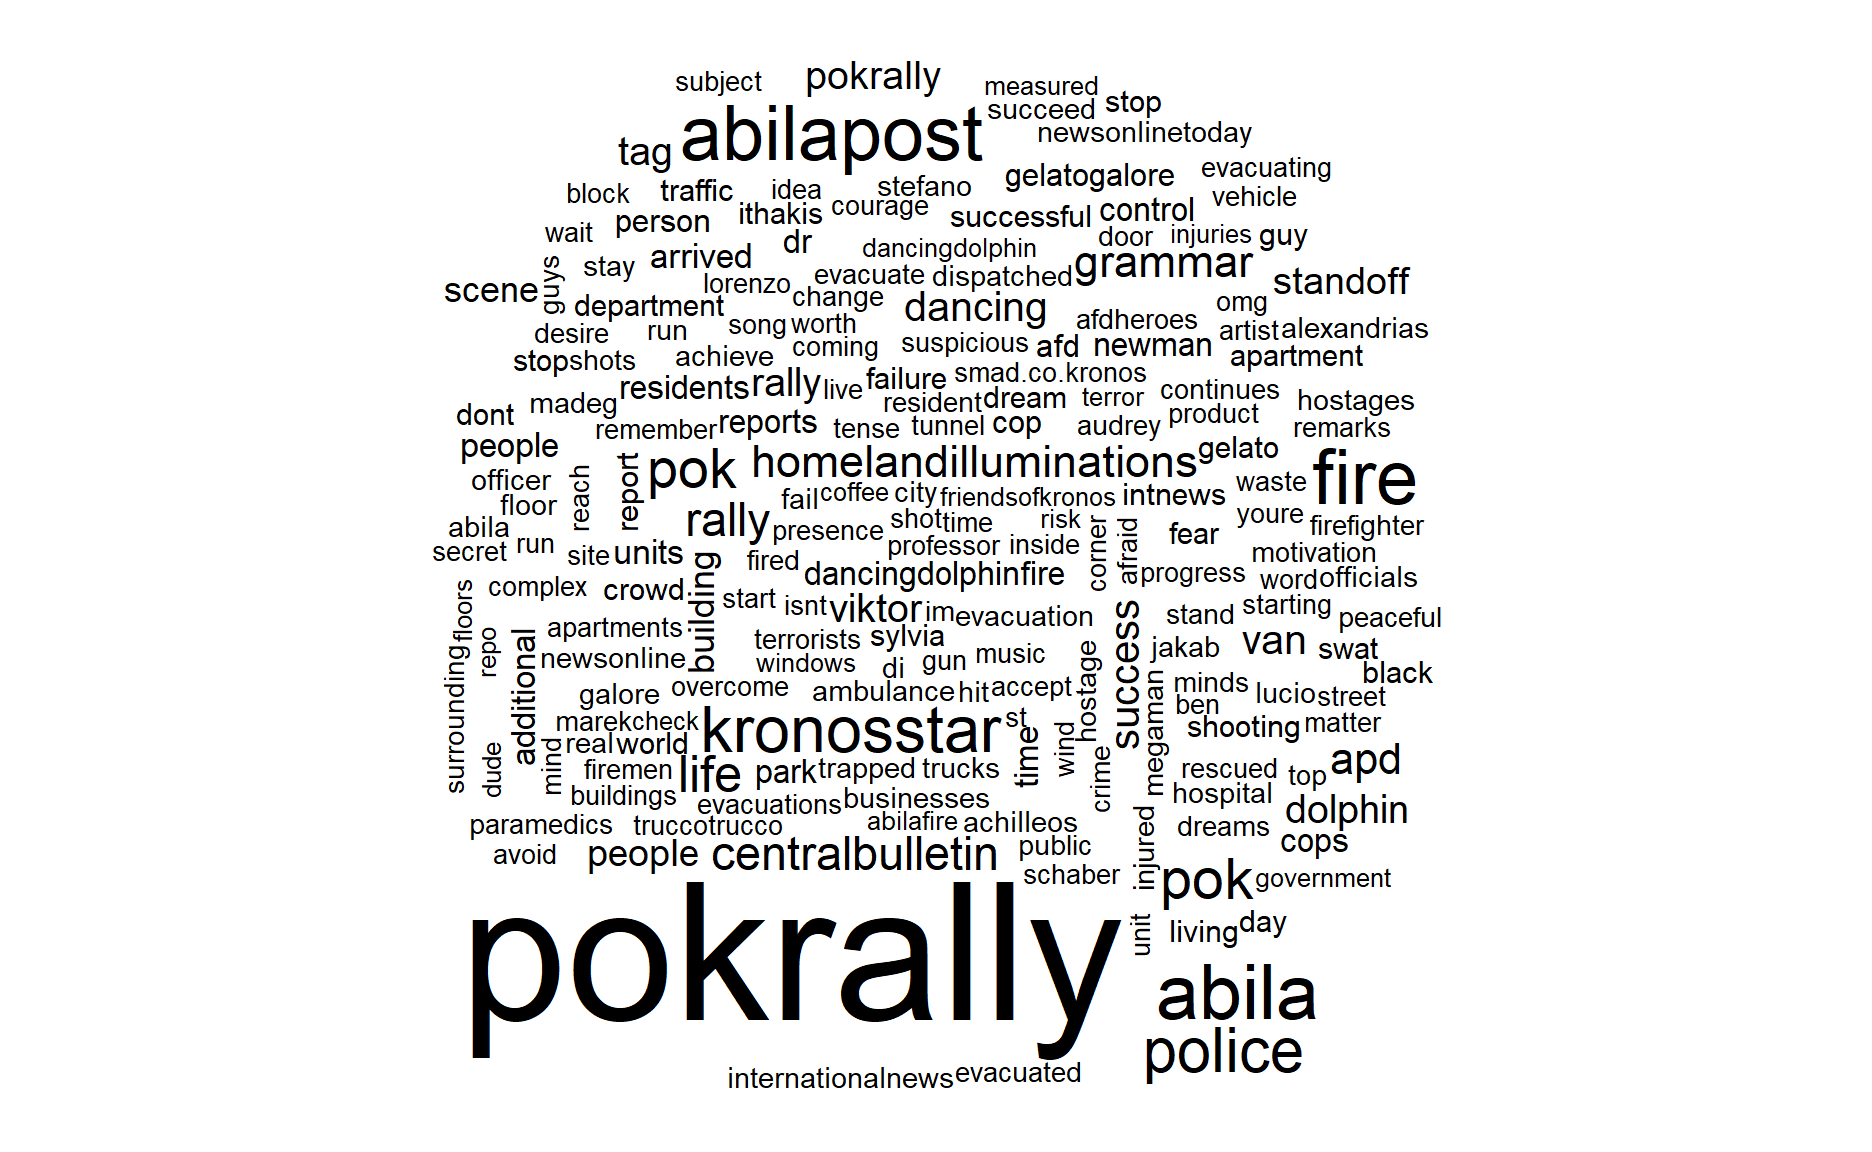 subject pokrally measured
succeed stop
abilapost newsonlinetoday
tag
gelatogalore evacuating
block traffic idea stefano vehicle
person ithakis courage successful control
wait dr dancingdolphin door injuries guy
scene guys stay arrived evacuate dispatched grammar standoff
department lorenzo change dancing omg
desire run song worth afdheroes artist alexandrias
stop shots achieve coming suspicious afd newman apartment
residents rally live failure smad.co.kronos continues
dont madeg resident dream terror product hostages
people remember reports tense tunnel cop audrey remarks
officer reach report pok homelandilluminations gelato fire
floor fail coffee city friendsofkronos intnews waste
abila rally presence shot time risk corner afraid fear youre firefighter
secret run site units professor inside motivation
complex crowd building fired dancingdolphinfire progress word officials
floors start isnt viktor im evacuation stand starting peaceful
surrounding repo additional apartments terrorists sylvia success jakab van swat
newsonline windows di gun music hostage black
galore overcome ambulance hit accept megaman minds lucio street
marek check kronosstar st ben shooting matter
dude mind real world time wind crime
firemen life park trapped trucks rescued top apd
buildings evacuations businesses hospital dolphin
paramedics truccotrucco abilafire achilleos injured dreams cops
avoid people centralbulletin public
schaber pok government
pokrally unit living day
abila
police
internationalnews evacuated